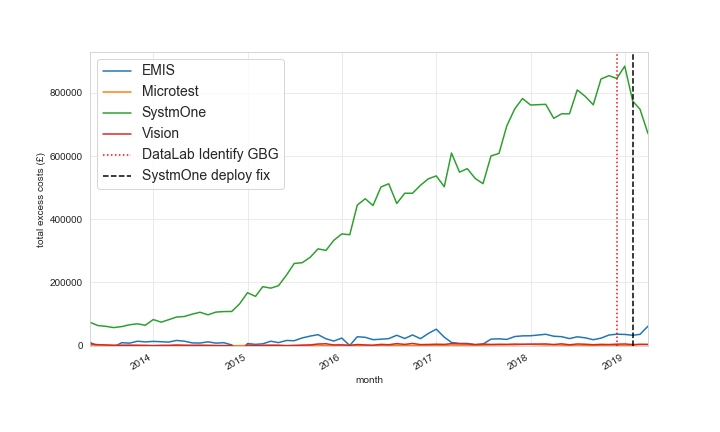 EMIS
Microtest
SystmOne
Vision
DataLab Identify GBG
SystmOne deploy fix
total excess costs (£)
800000
600000
400000
200000
0
2014
2015
2016
2017
2018
2019
month